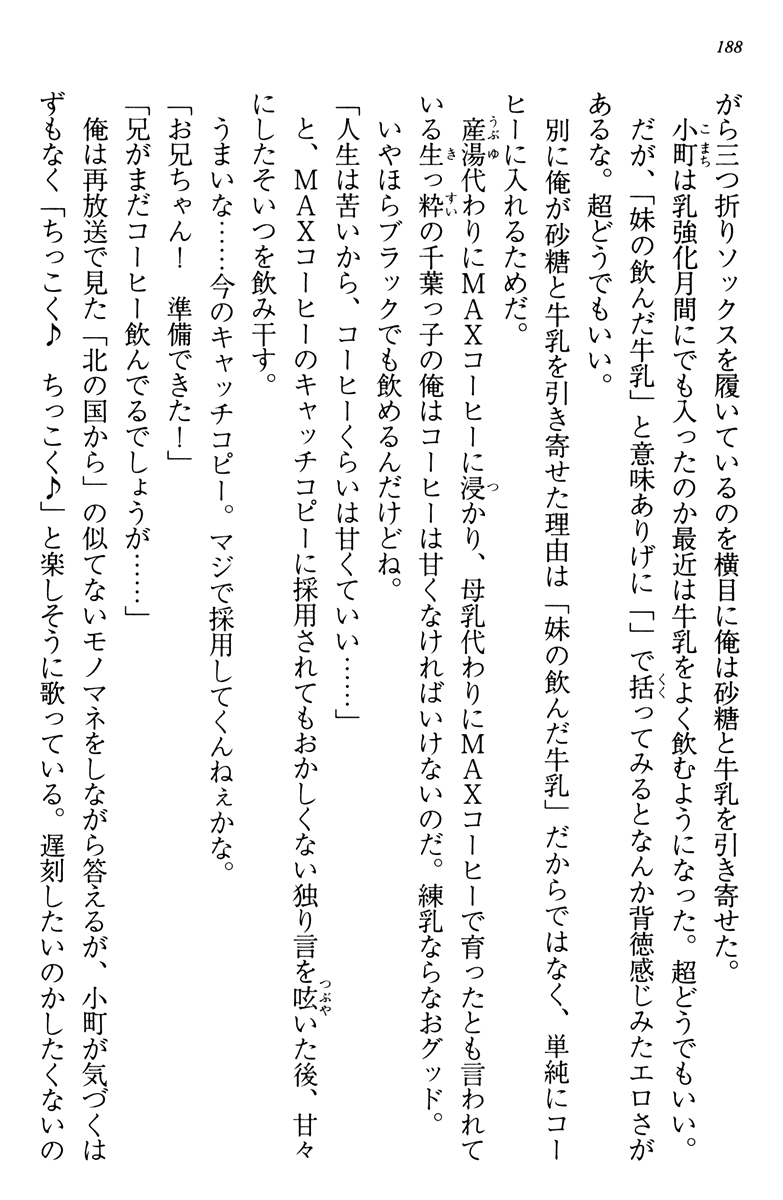 188
がら三つ折りソックスを履いているのを横目に俺は砂糖と牛乳を引き寄せた。
小町は乳強化月間にでも入ったのか最近は牛乳をよく飲むようになった。超どうでもいい。
だが、「妹の飲んだ牛乳」と意味ありげに「」で括ってみるとなんか背徳感じみたエロさが
あるな。超どうでもいい。
別に俺が砂糖と牛乳を引き寄せた理由は「妹の飲んだ牛乳」だからではなく、単純にコー
ヒーに入れるためだ。
産湯代わりにMAXコーヒーに浸かり、母乳代わりにMAXコーヒーで育ったとも言われて
いる生っ粋の千葉っ子の俺はコーヒーは甘くなければいけないのだ。練乳ならなおグッド。
いやほらブラックでも飲めるんだけどね。
「人生は苦いから、コーヒーくらいは甘くていい……」
と、MAXコーヒーのキャッチコピーに採用されてもおかしくない独り言を呟いた後、甘々
にしたそいつを飲み干す。
うまいな……今のキャッチコピー。マジで採用してくんねぇかな。
「お兄ちゃん！　準備できた！」
「兄がまだコーヒー飲んでるでしょうが……」
俺は再放送で見た「北の国から」の似てないモノマネをしながら答えるが、小町が気づくは
ずもなく「ちっこく♪　ちっこく♪」と楽しそうに歌っている。遅刻したいのかしたくないの